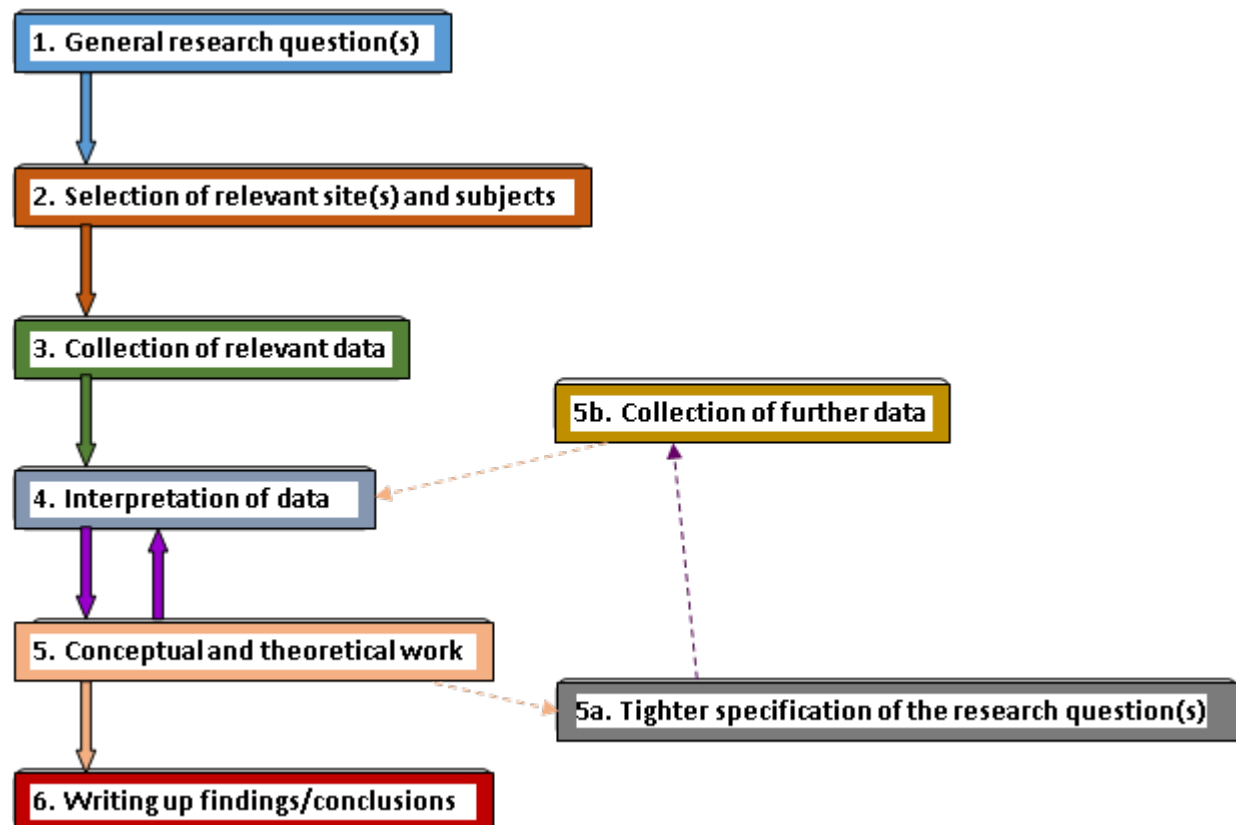 1. General research question(s)
2. Selection of relevant site(s) and subjects
3. Collection of relevant data
5b. Collection of further data
4. Interpretation of data
5. Conceptual and theoretical work
5a. Tighter specification of the research question(s)
6. Writing up findings/conclusions